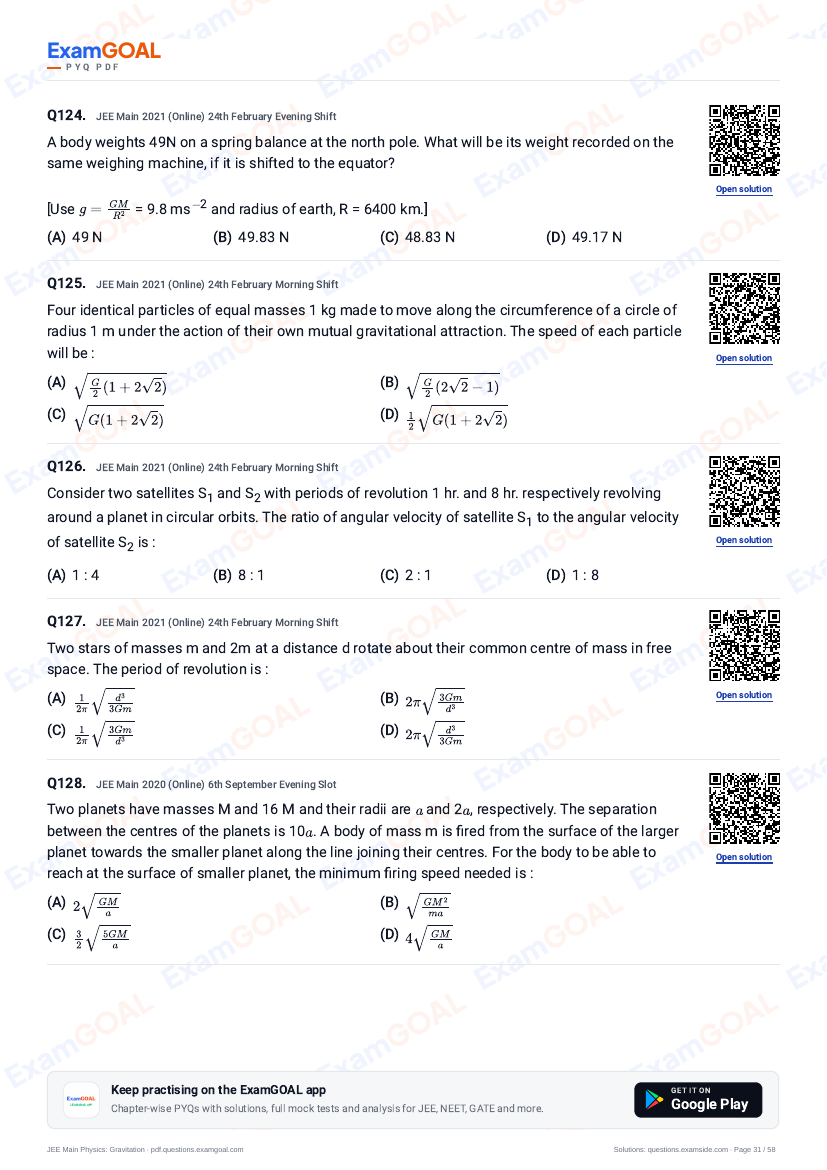 ExamGOAL
PYQ PDF
Q124. JEE Main 2021 (Online) 24th February Evening Shift
A body weights 49N on a spring balance at the north pole. What will be its weight recorded on the
same weighing machine, if it is shifted to the equator?
Open solution
[Use g = GM/R² = 9.8 ms⁻² and radius of earth, R = 6400 km.]
(A) 49 N (B) 49.83 N (C) 48.83 N (D) 49.17 N
Q125. JEE Main 2021 (Online) 24th February Morning Shift
Four identical particles of equal masses 1 kg made to move along the circumference of a circle of
radius 1 m under the action of their own mutual gravitational attraction. The speed of each particle
will be :
Open solution
(A) √(G/2 (1 + 2√2)) (B) √(G/2 (2√2 − 1))
(C) √(G(1 + 2√2)) (D) 1/2 √(G(1 + 2√2))
Q126. JEE Main 2021 (Online) 24th February Morning Shift
Consider two satellites S₁ and S₂ with periods of revolution 1 hr. and 8 hr. respectively revolving
around a planet in circular orbits. The ratio of angular velocity of satellite S₁ to the angular velocity
of satellite S₂ is :
Open solution
(A) 1 : 4 (B) 8 : 1 (C) 2 : 1 (D) 1 : 8
Q127. JEE Main 2021 (Online) 24th February Morning Shift
Two stars of masses m and 2m at a distance d rotate about their common centre of mass in free
space. The period of revolution is :
Open solution
(A) 1/2π √(d³/3Gm) (B) 2π √(3Gm/d³)
(C) 1/2π √(3Gm/d³) (D) 2π √(d³/3Gm)
Q128. JEE Main 2020 (Online) 6th September Evening Slot
Two planets have masses M and 16 M and their radii are a and 2a, respectively. The separation
between the centres of the planets is 10a. A body of mass m is fired from the surface of the larger
planet towards the smaller planet along the line joining their centres. For the body to be able to
reach at the surface of smaller planet, the minimum firing speed needed is :
Open solution
(A) 2√(GM/a) (B) √(GM²/ma)
(C) 3/2 √(5GM/a) (D) 4√(GM/a)
Keep practising on the ExamGOAL app
Chapter-wise PYQs with solutions, full mock tests and analysis for JEE, NEET, GATE and more.
GET IT ON
Google Play
JEE Main Physics: Gravitation · pdf.questions.examgoal.com
Solutions: questions.examside.com · Page 31 / 58